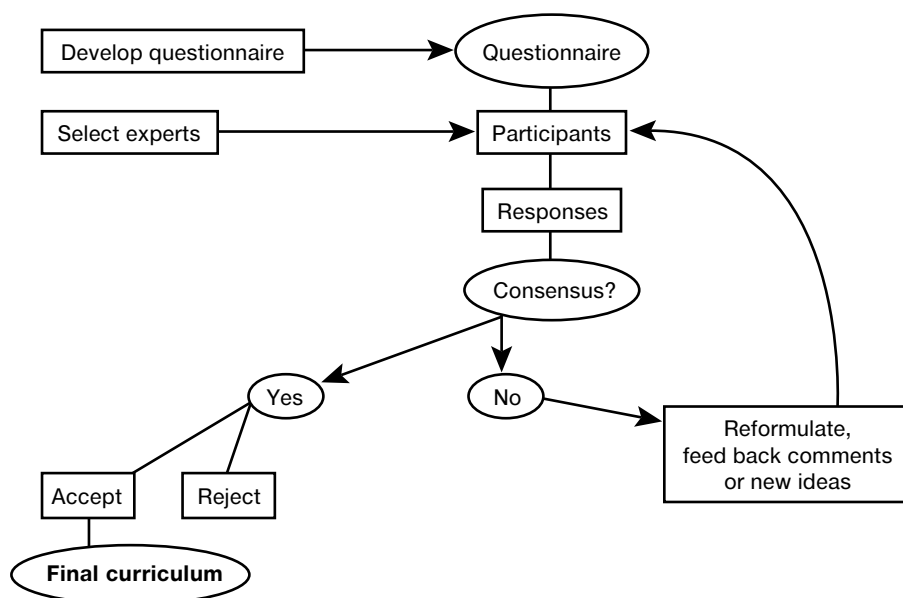 Develop questionnaire
Questionnaire
Select experts
Participants
Responses
Consensus?
Yes
No
Reformulate,
feed back comments
or new ideas
Accept
Reject
Final curriculum